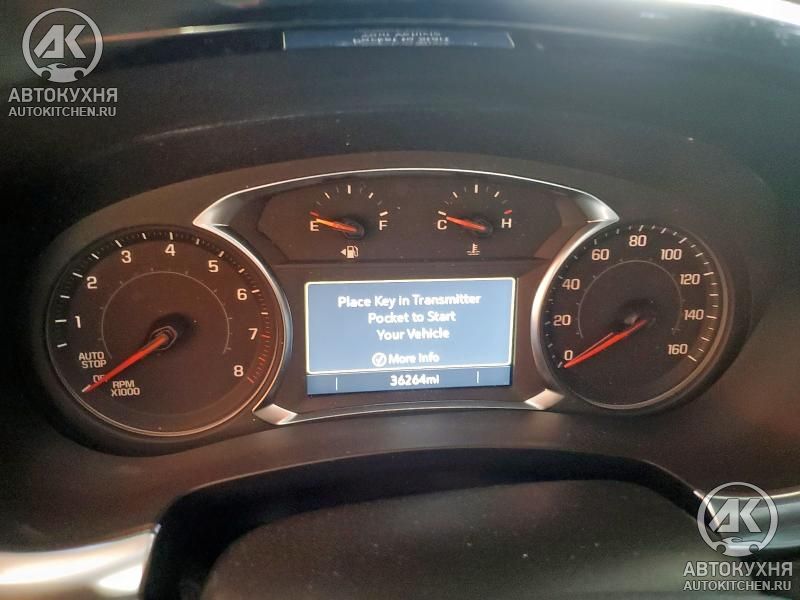 АВТОКУХНЯ
AUTOKITCHEN.RU
E F
C H
1 2 3 4 5 6 7 8
AUTO
STOP
RPM
X1000
Place Key in Transmitter
Pocket to Start
Your Vehicle
More Info
36264mi
0 20 40 60 80 100 120 140 160
АВТОКУХНЯ
AUTOKITCHEN.RU